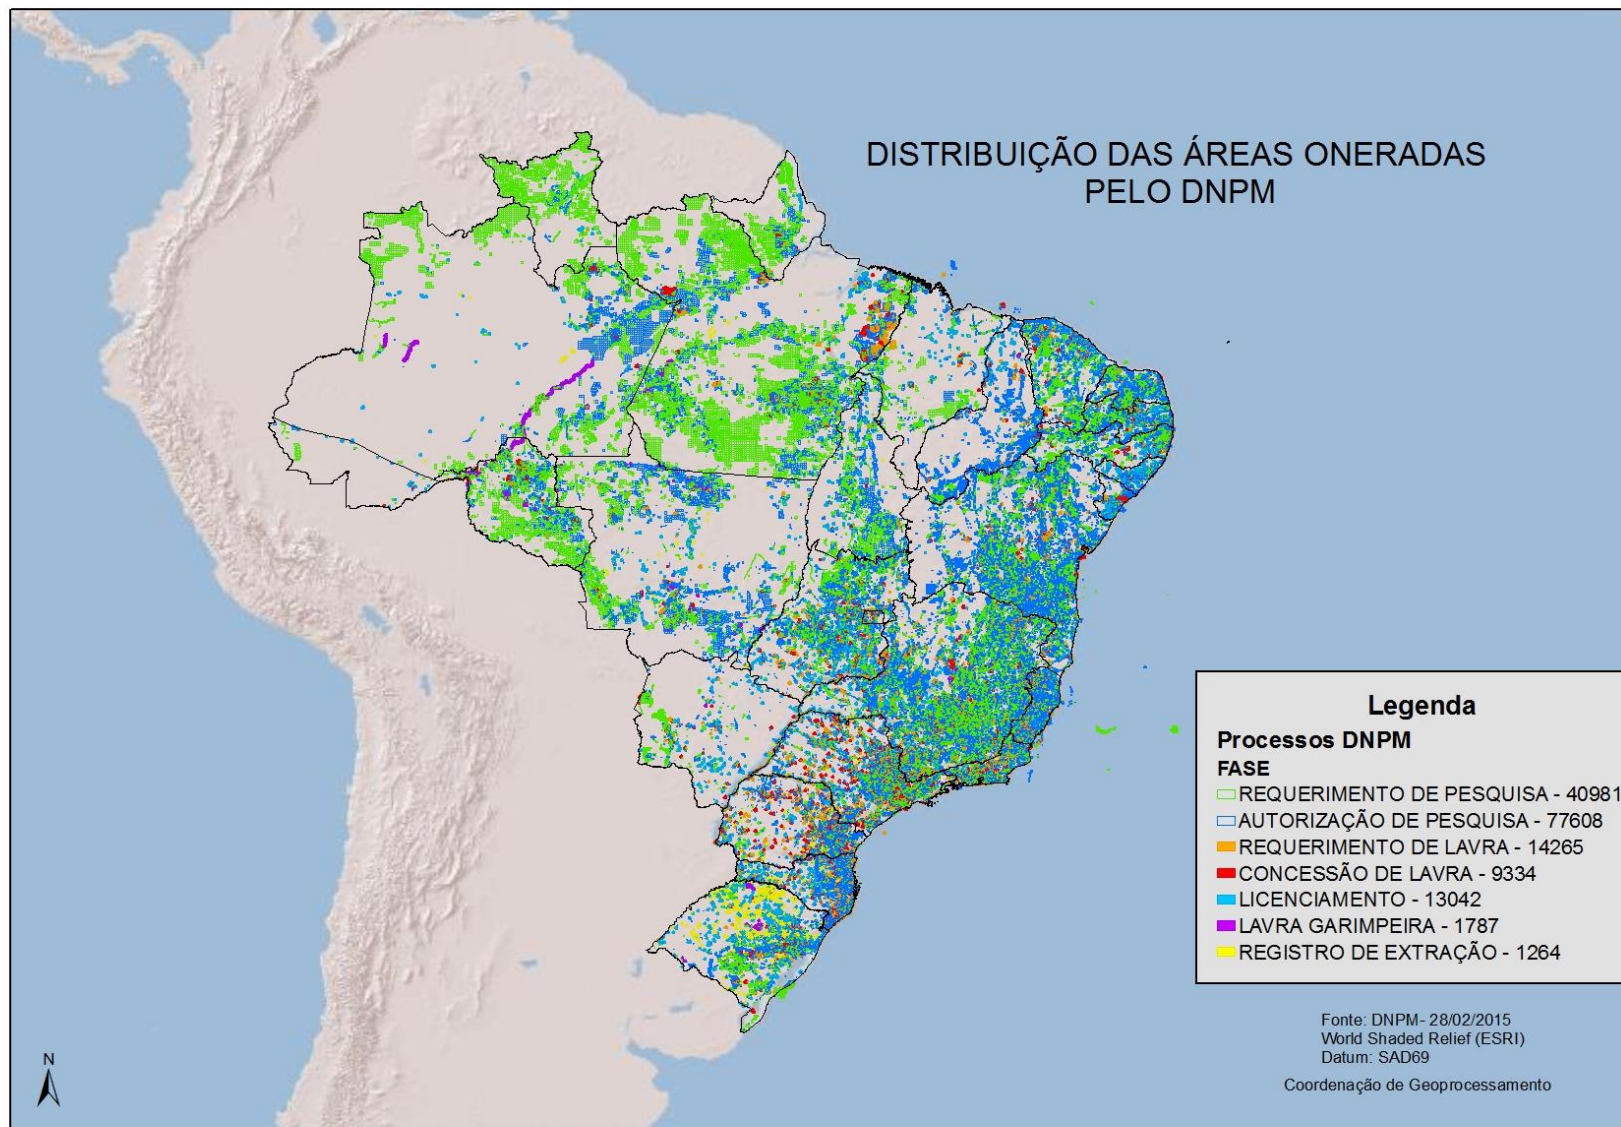 DISTRIBUIÇÃO DAS ÁREAS ONERADAS
PELO DNPM
Legenda
Processos DNPM
FASE
REQUERIMENTO DE PESQUISA - 40981
AUTORIZAÇÃO DE PESQUISA - 77608
REQUERIMENTO DE LAVRA - 14265
CONCESSÃO DE LAVRA - 9334
LICENCIAMENTO - 13042
LAVRA GARIMPEIRA - 1787
REGISTRO DE EXTRAÇÃO - 1264
Fonte: DNPM- 28/02/2015
World Shaded Relief (ESRI)
Datum: SAD69
Coordenação de Geoprocessamento
N